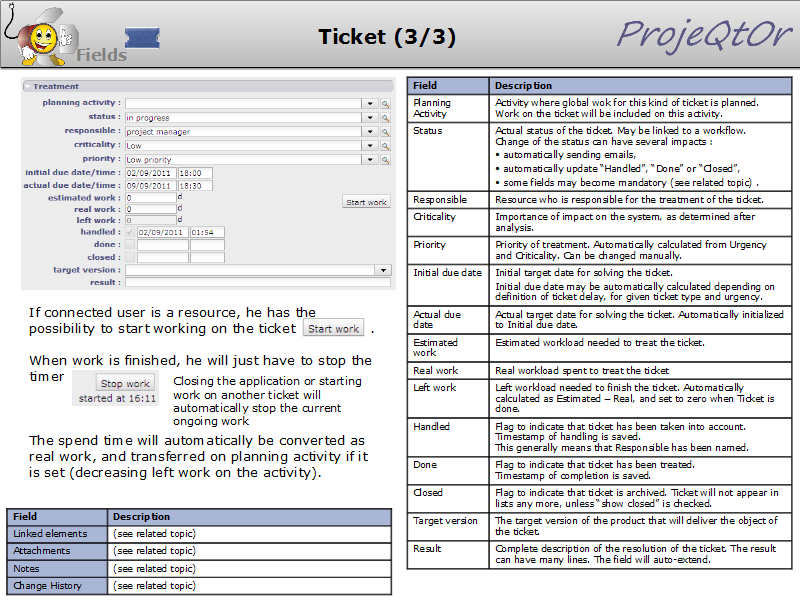 Fields
Ticket (3/3)
ProjeQtOr
Treatment
planning activity :
status : in progress
responsible : project manager
criticality : Low
priority : Low priority
initial due date/time : 02/09/2011 18:00
actual due date/time : 09/09/2011 18:30
estimated work : 0 d
real work : 0 d
left work : 0 d
Start work
handled : 02/09/2011 01:54
done :
closed :
target version :
result :
If connected user is a resource, he has the
possibility to start working on the ticket Start work .
When work is finished, he will just have to stop the
timer
Stop work
started at 16:11
Closing the application or starting
work on another ticket will
automatically stop the current
ongoing work
The spend time will automatically be converted as
real work, and transferred on planning activity if it
is set (decreasing left work on the activity).
Field Description
Linked elements (see related topic)
Attachments (see related topic)
Notes (see related topic)
Change History (see related topic)
Field Description
Planning Activity where global wok for this kind of ticket is planned.
Activity Work on the ticket will be included on this activity.
Status Actual status of the ticket. May be linked to a workflow.
Change of the status can have several impacts :
• automatically sending emails,
• automatically update “Handled”, “Done” or “Closed”,
• some fields may become mandatory (see related topic) .
Responsible Resource who is responsible for the treatment of the ticket.
Criticality Importance of impact on the system, as determined after
analysis.
Priority Priority of treatment. Automatically calculated from Urgency
and Criticality. Can be changed manually.
Initial due date Initial target date for solving the ticket.
Initial due date may be automatically calculated depending on
definition of ticket delay, for given ticket type and urgency.
Actual due Actual target date for solving the ticket. Automatically initialized
date to Initial due date.
Estimated Estimated workload needed to treat the ticket.
work
Real work Real workload spent to treat the ticket
Left work Left workload needed to finish the ticket. Automatically
calculated as Estimated – Real, and set to zero when Ticket is
done.
Handled Flag to indicate that ticket has been taken into account.
Timestamp of handling is saved.
This generally means that Responsible has been named.
Done Flag to indicate that ticket has been treated.
Timestamp of completion is saved.
Closed Flag to indicate that ticket is archived. Ticket will not appear in
lists any more, unless “show closed” is checked.
Target version The target version of the product that will deliver the object of
the ticket.
Result Complete description of the resolution of the ticket. The result
can have many lines. The field will auto-extend.